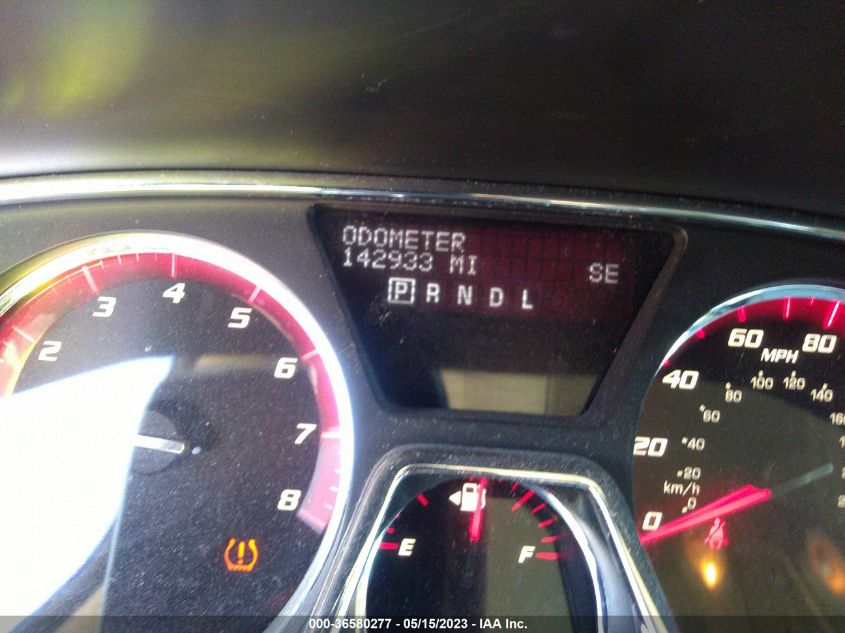 ODOMETER
142933 MI SE
P R N D L
2 3 4 5 6 7 8
0 20 40 60 80
MPH
0 20 40 60 80 100 120 140
km/h
E F
000-36580277 - 05/15/2023 - IAA Inc.